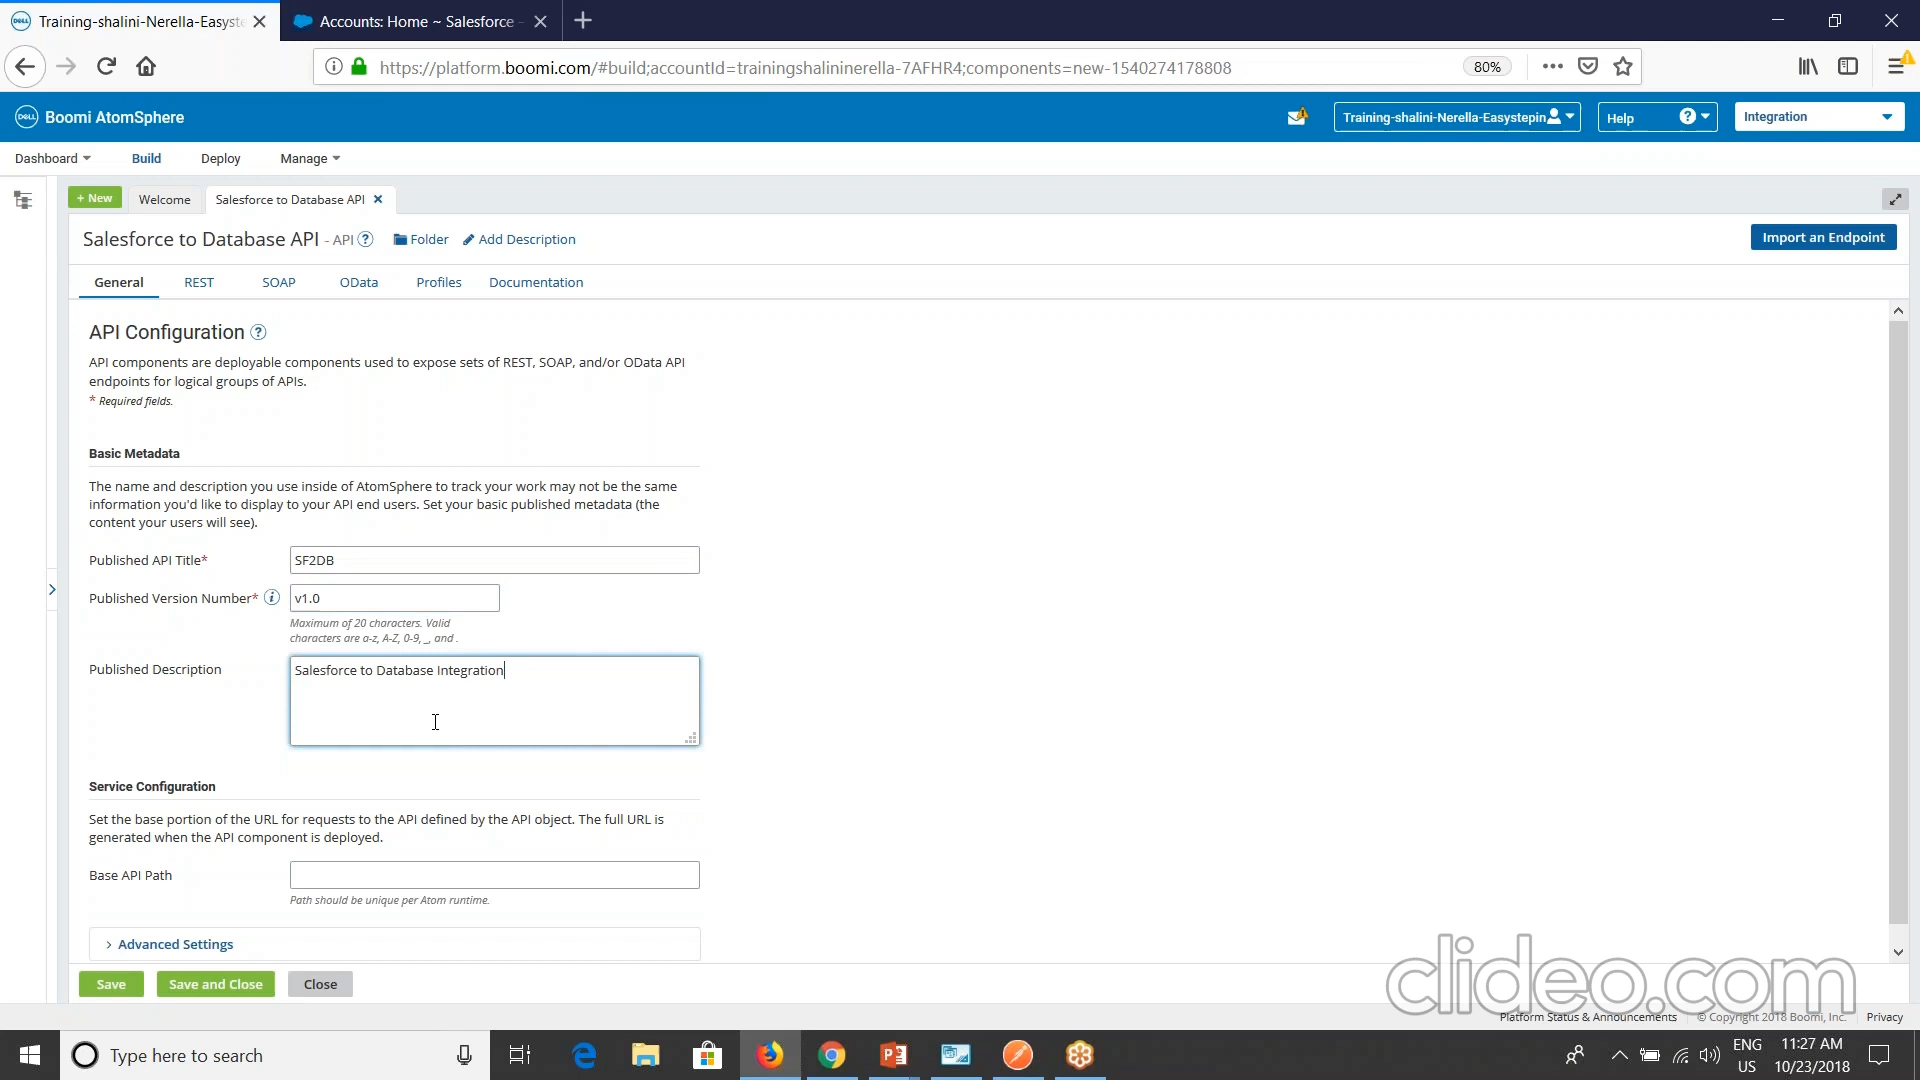 Training-shalini-Nerella-Easyste
Accounts: Home ~ Salesforce -
https://platform.boomi.com/#build;accountId=trainingshalininerella-7AFHR4;components=new-1540274178808
80%
DELL
Boomi AtomSphere
Training-shalini-Nerella-Easystepin
Help
Integration
Dashboard
Build
Deploy
Manage
+ New
Welcome
Salesforce to Database API
Salesforce to Database API - API
Folder
Add Description
Import an Endpoint
General
REST
SOAP
OData
Profiles
Documentation
API Configuration
API components are deployable components used to expose sets of REST, SOAP, and/or OData API
endpoints for logical groups of APIs.
* Required fields.
Basic Metadata
The name and description you use inside of AtomSphere to track your work may not be the same
information you'd like to display to your API end users. Set your basic published metadata (the
content your users will see).
Published API Title*
SF2DB
Published Version Number*
v1.0
Maximum of 20 characters. Valid
characters are a-z, A-Z, 0-9, _, and .
Published Description
Salesforce to Database Integration
Service Configuration
Set the base portion of the URL for requests to the API defined by the API object. The full URL is
generated when the API component is deployed.
Base API Path
Path should be unique per Atom runtime.
Advanced Settings
Save
Save and Close
Close
clideo.com
Platform Status & Announcements
© Copyright 2018 Boomi, Inc.
Privacy
Type here to search
ENG
US
11:27 AM
10/23/2018